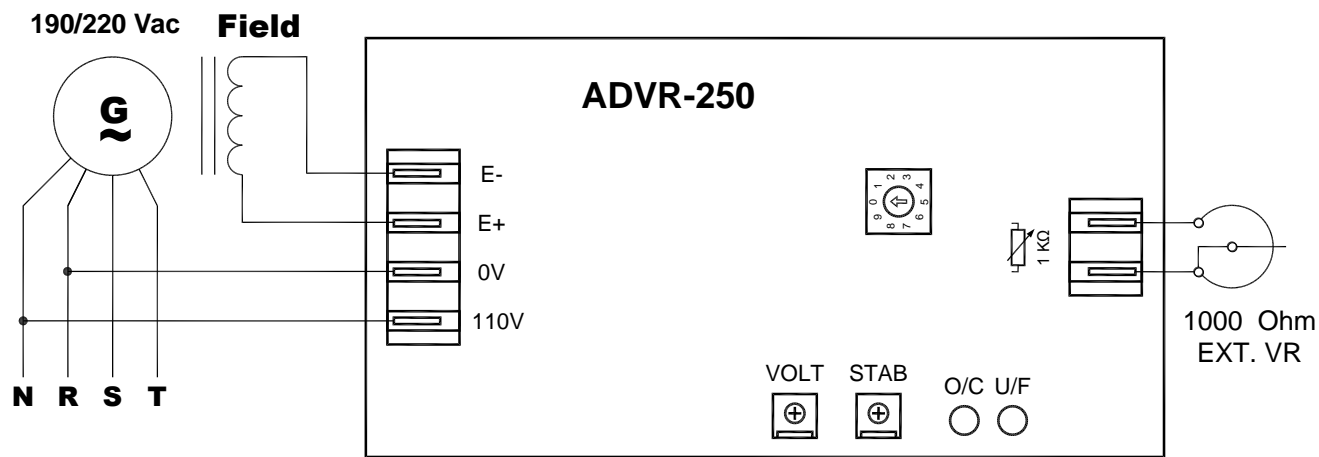 190/220 Vac
Field
G
~
ADVR-250
E-
E+
0V
110V
0 1 2 3 4 5 6 7 8 9
1 KΩ
1000 Ohm
EXT. VR
VOLT STAB O/C U/F
N R S T